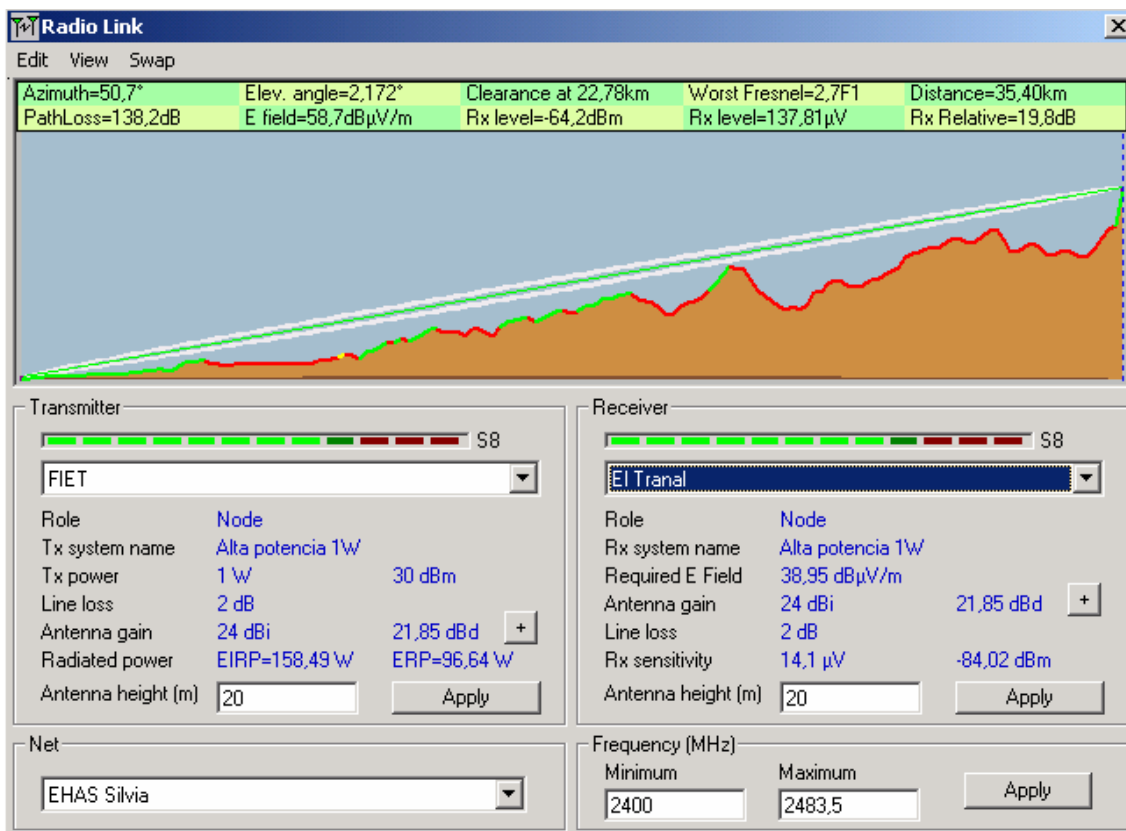 Radio Link
Edit View Swap
Azimuth=50,7° Elev. angle=2,172° Clearance at 22,78km Worst Fresnel=2,7F1 Distance=35,40km
PathLoss=138,2dB E field=58,7dBµV/m Rx level=-64,2dBm Rx level=137,81µV Rx Relative=19,8dB
Transmitter
S8
FIET
Role Node
Tx system name Alta potencia 1W
Tx power 1 W 30 dBm
Line loss 2 dB
Antenna gain 24 dBi 21,85 dBd +
Radiated power EIRP=158,49 W ERP=96,64 W
Antenna height (m) 20 Apply
Receiver
S8
El Tranal
Role Node
Rx system name Alta potencia 1W
Required E Field 38,95 dBµV/m
Antenna gain 24 dBi 21,85 dBd +
Line loss 2 dB
Rx sensitivity 14,1 µV -84,02 dBm
Antenna height (m) 20 Apply
Net
EHAS Silvia
Frequency (MHz)
Minimum Maximum
2400 2483,5 Apply